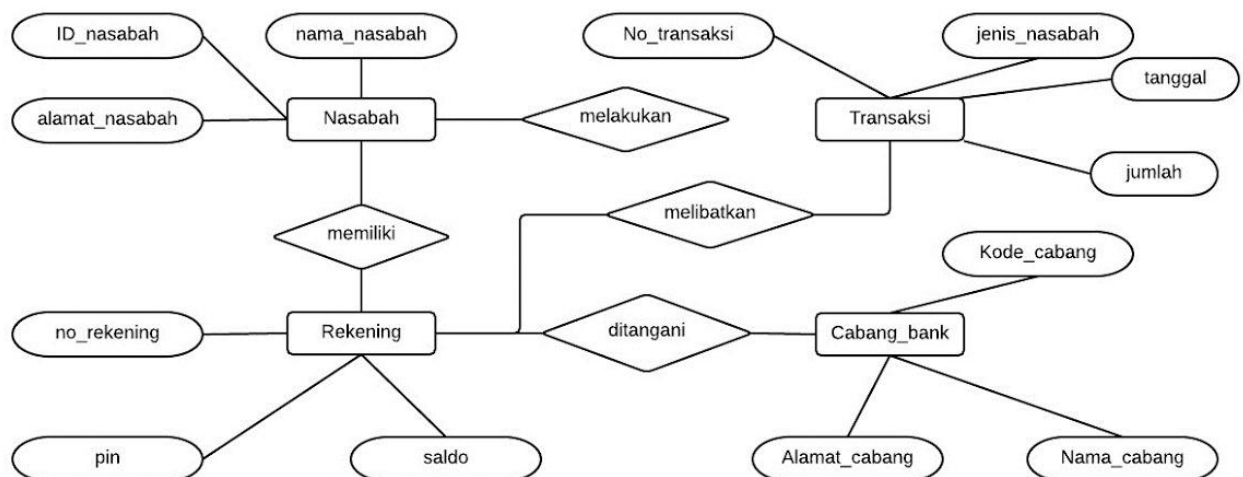 ID_nasabah
nama_nasabah
No_transaksi
jenis_nasabah
tanggal
alamat_nasabah
Nasabah
melakukan
Transaksi
jumlah
memiliki
melibatkan
Kode_cabang
no_rekening
Rekening
ditangani
Cabang_bank
pin
saldo
Alamat_cabang
Nama_cabang